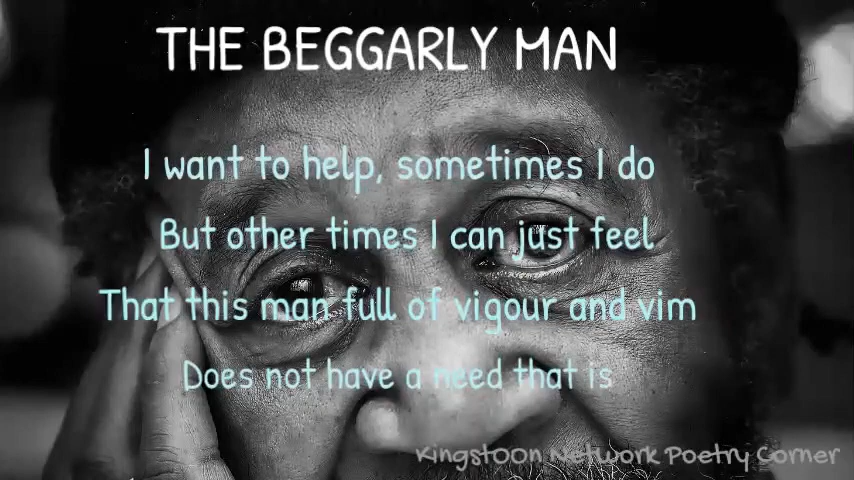 THE BEGGARLY MAN
I want to help, sometimes I do
But other times I can just feel
That this man full of vigour and vim
Does not have a need that is
Kingstoon Network Poetry Corner